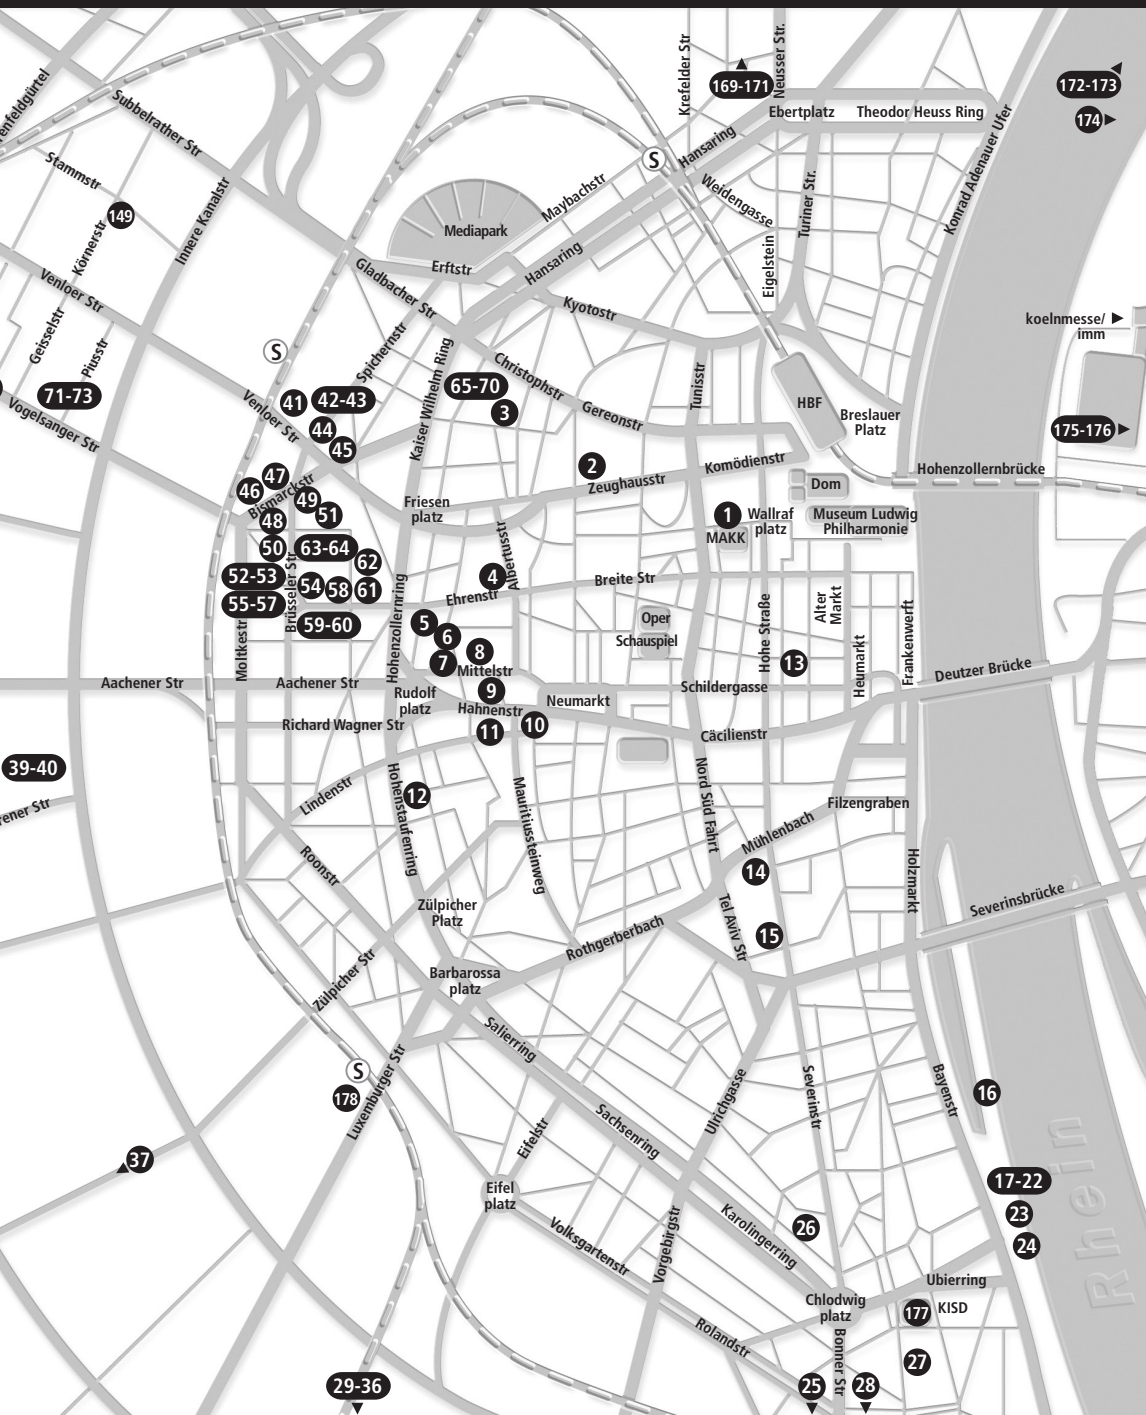 Krefelder Str
Neusser Str.
169-171
172-173
174
Ebertplatz
Theodor Heuss Ring
Konrad Adenauer Ufer
enfeldgürtel
Subbelrather Str
S
Hansaring
Stammstr
Weidengasse
Maybachstr
Turiner Str.
149
Innere Kanalstr
Körnerstr
Mediapark
Eigelstein
Erftstr
Hansaring
Venloer Str
Gladbacher Str
Kyotostr
koelnmesse/
imm
Geisselstr
Piusstr
S
Spichernstr
Kaiser Wilhelm Ring
Christophstr
Tunisstr
65-70
71-73
41
42-43
3
HBF
Vogelsanger Str
Venloer Str
Gereonstr
Breslauer
Platz
175-176
44
45
2
Zeughausstr
Komödienstr
Hohenzollernbrücke
47
46
Bismarckstr
49
Friesen
platz
Dom
51
48
1
MAKK
Wallraf
platz
Museum Ludwig
Philharmonie
50
63-64
62
Albertusstr
52-53
54
58
61
4
Ehrenstr
Breite Str
55-57
Brüsseler Str
59-60
Hohenzollernring
5
6
Oper
Schauspiel
Hohe Straße
Alter
Markt
Frankenwerft
Moltkestr
7
8
Mittelstr
13
Heumarkt
Deutzer Brücke
Aachener Str
Aachener Str
Rudolf
platz
9
Schildergasse
Neumarkt
Hahnenstr
Richard Wagner Str
11
10
Cäcilienstr
39-40
Lindenstr
12
Hohenstaufenring
Mauritiussteinweg
Nord Süd Fahrt
Filzengraben
rener Str
Mühlenbach
Roonstr
14
Holzmarkt
Zülpicher
Platz
Severinsbrücke
Tel Aviv Str
15
Rothgerberbach
Zülpicher Str
Barbarossa
platz
Salierring
S
178
Luxemburger Str
Ulrichgasse
Severinstr
Bayenstr
16
Eifelstr
Sachsenring
37
Rhein
17-22
Eifel
platz
23
26
24
Karolingerring
Volksgartenstr
Vorgebirgstr
Ubierring
Chlodwig
platz
177
KISD
Rolandstr
Bonner Str
27
29-36
25
28